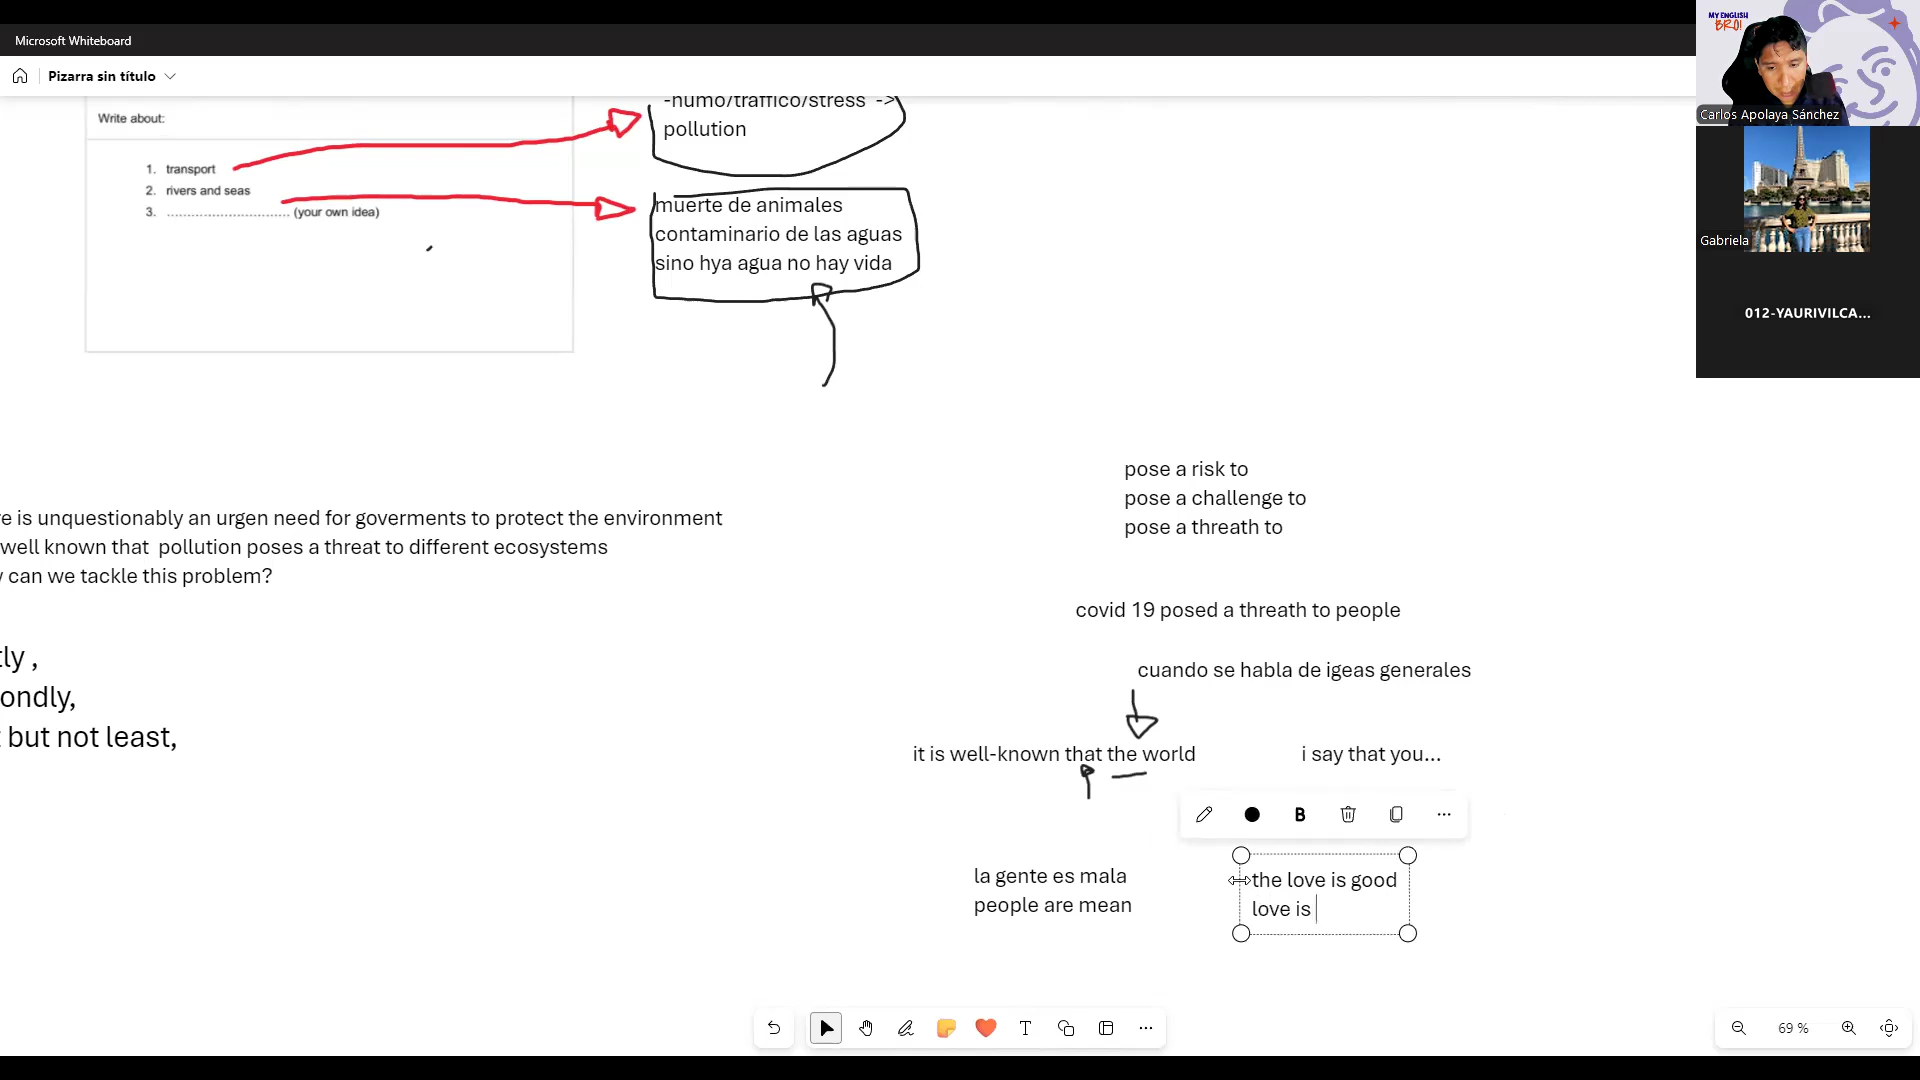 Microsoft Whiteboard
Pizarra sin título
MY ENGLISH
BRO!
Carlos Apolaya Sánchez
Gabriela
012-YAURIVILCA...
Write about:
1. transport
2. rivers and seas
3. ................................ (your own idea)
-humo/traffico/stress ->
pollution
muerte de animales
contaminario de las aguas
sino hya agua no hay vida
pose a risk to
pose a challenge to
pose a threath to
e is unquestionably an urgen need for goverments to protect the environment
well known that pollution poses a threat to different ecosystems
can we tackle this problem?
covid 19 posed a threath to people
tly ,
ondly,
but not least,
cuando se habla de igeas generales
it is well-known that the world
i say that you...
la gente es mala
people are mean
the love is good
love is
B
T
69 %